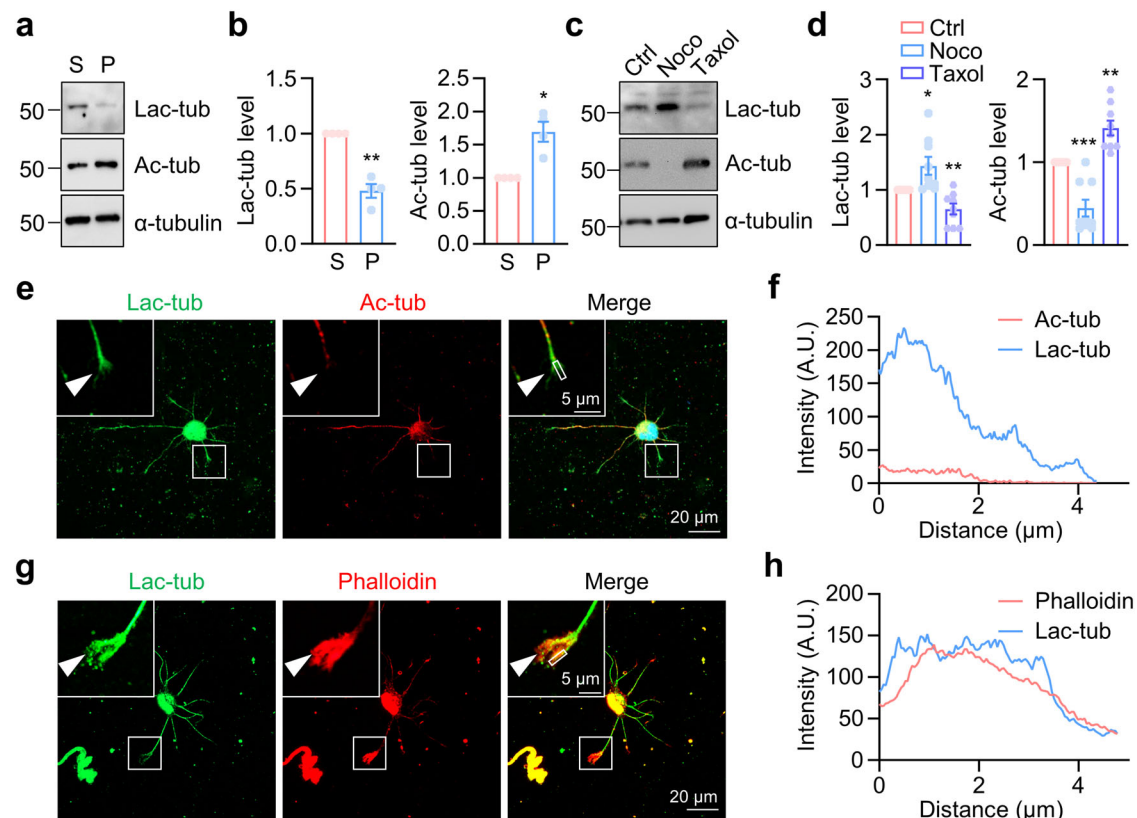 a
S P
50 Lac-tub
50 Ac-tub
50 α-tubulin
b
Lac-tub level
1.5
1.0
0.5
0.0
**
S P
Ac-tub level
2.5
2.0
1.5
1.0
0.5
0.0
*
S P
c
Ctrl Noco Taxol
50 Lac-tub
50 Ac-tub
50 α-tubulin
d
Ctrl
Noco
Taxol
Lac-tub level
3
2
1
0
*
**
Ac-tub level
2
1
0
***
**
e
Lac-tub Ac-tub Merge
5 μm
20 μm
f
Intensity (A.U.)
250
200
150
100
50
0
Ac-tub
Lac-tub
0 2 4
Distance (μm)
g
Lac-tub Phalloidin Merge
5 μm
20 μm
h
Intensity (A.U.)
200
150
100
50
0
Phalloidin
Lac-tub
0 2 4
Distance (μm)